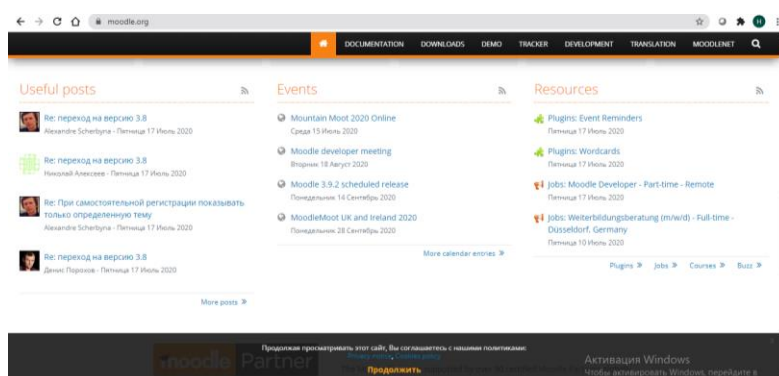 moodle.org
DOCUMENTATION DOWNLOADS DEMO TRACKER DEVELOPMENT TRANSLATION MOODLENET
Useful posts
Re: переход на версию 3.8
Alexandre Scherbyna - Пятница 17 Июль 2020
Re: переход на версию 3.8
Николай Алексеев - Пятница 17 Июль 2020
Re: При самостоятельной регистрации показывать
только определенную тему
Alexandre Scherbyna - Пятница 17 Июль 2020
Re: переход на версию 3.8
Денис Порохов - Пятница 17 Июль 2020
More posts »
Events
Mountain Moot 2020 Online
Среда 15 Июль 2020
Moodle developer meeting
Вторник 18 Август 2020
Moodle 3.9.2 scheduled release
Понедельник 14 Сентябрь 2020
MoodleMoot UK and Ireland 2020
Понедельник 28 Сентябрь 2020
More calendar entries »
Resources
Plugins: Event Reminders
Пятница 17 Июль 2020
Plugins: Wordcards
Пятница 17 Июль 2020
Jobs: Moodle Developer - Part-time -
Remote
Пятница 17 Июль 2020
Jobs: Weiterbildungsberatung (m/w/d) - Full-time -
Düsseldorf, Germany
Пятница 10 Июль 2020
Plugins » Jobs » Courses » Buzz »
moodle Partner
Продолжая просматривать этот сайт, Вы соглашаетесь с нашими политиками:
Privacy notice, Cookies policy
Продолжить
Активация Windows
Чтобы активировать Windows, перейдите в